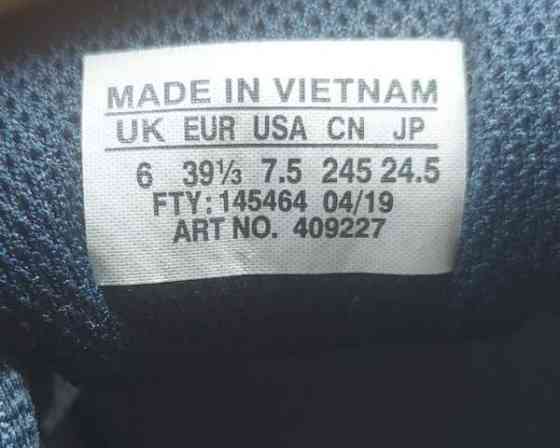 MADE IN VIETNAM
UK EUR USA CN JP
6 39⅓ 7.5 245 24.5
FTY: 145464 04/19
ART NO. 409227